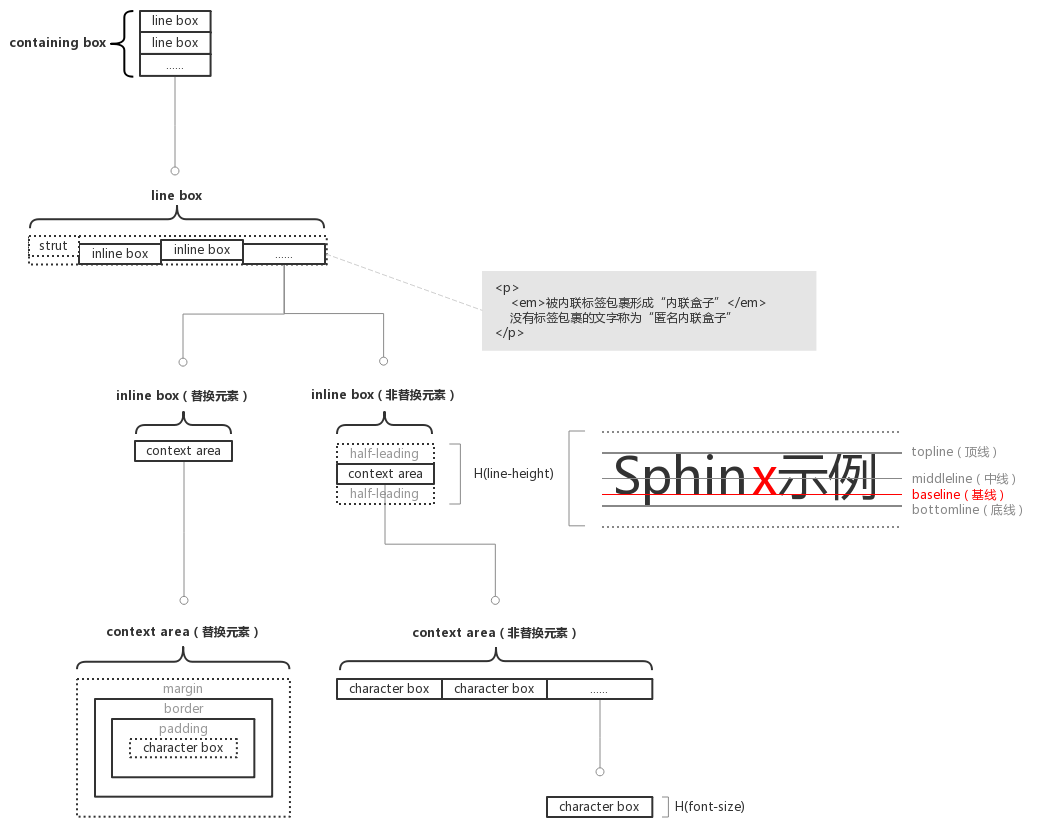 line box
containing box
line box
......
line box
strut
inline box
inline box
......
<p>
<em>被内联标签包裹形成“内联盒子”</em>
没有标签包裹的文字称为“匿名内联盒子”
</p>
inline box ( 替换元素 )
inline box ( 非替换元素 )
context area
half-leading
context area
half-leading
H(line-height)
Sphinx示例
topline ( 顶线 )
middleline ( 中线 )
baseline ( 基线 )
bottomline ( 底线 )
context area ( 替换元素 )
margin
border
padding
character box
context area ( 非替换元素 )
character box
character box
......
character box
H(font-size)